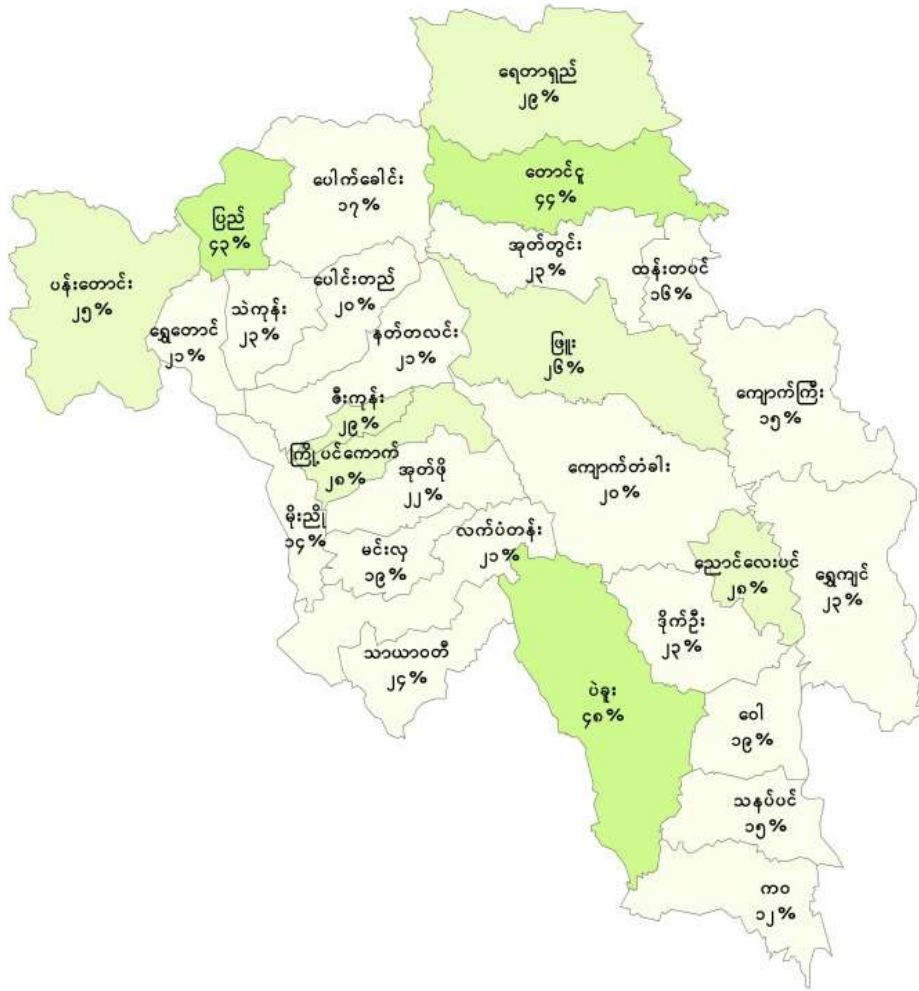 ရေတာရှည်
၂၉%
တောင်ငူ
၄၄%
ပေါက်ခေါင်း
၁၇%
ပြည်
၄၃%
အုတ်တွင်း
၂၃%
ထန်းတပင်
၁၆%
ပန်းတောင်း
၂၅%
ရွှေတောင်
၂၁%
သဲကုန်း
၂၃%
ပေါင်းတည်
၂၀%
နတ်တလင်း
၂၁%
ဖြူး
၂၆%
ကျောက်ကြီး
၁၅%
ဇီးကုန်း
၂၉%
ကြို့ပင်ကောက်
၂၈%
အုတ်ဖို
၂၂%
ကျောက်တံခါး
၂၀%
မိုးညို
၁၄%
မင်းလှ
၁၉%
လက်ပံတန်း
၂၁%
ညောင်လေးပင်
၂၈%
ရွှေကျင်
၂၃%
ဒိုက်ဦး
၂၃%
သာယာဝတီ
၂၄%
ပဲခူး
၄၈%
ဝေါ
၁၉%
သနပ်ပင်
၁၅%
ကဝ
၁၂%